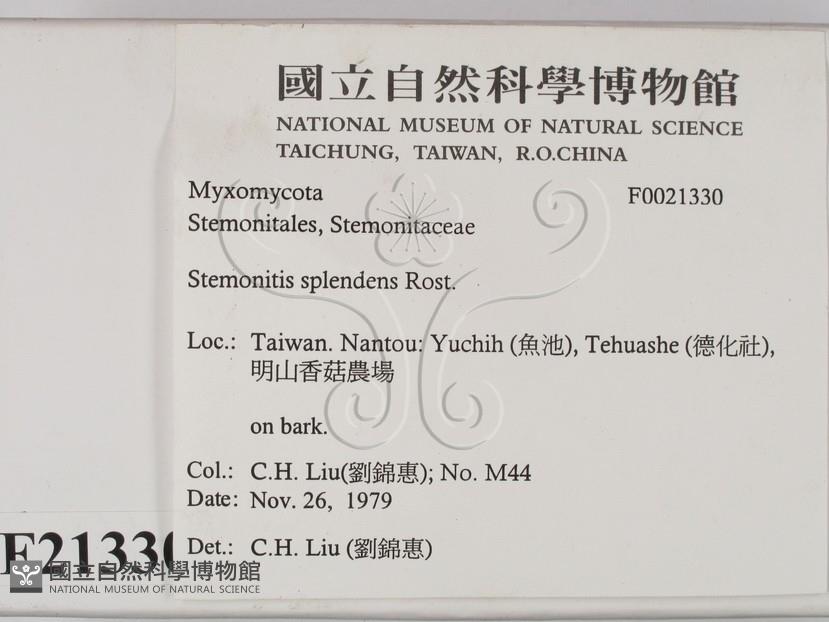 國立自然科學博物館
NATIONAL MUSEUM OF NATURAL SCIENCE
TAICHUNG, TAIWAN, R.O.CHINA
Myxomycota F0021330
Stemonitales, Stemonitaceae
Stemonitis splendens Rost.
Loc.: Taiwan. Nantou: Yuchih (魚池), Tehuashe (德化社),
明山香菇農場
on bark.
Col.: C.H. Liu(劉錦惠); No. M44
Date: Nov. 26, 1979
Det.: C.H. Liu (劉錦惠)
F21330
國立自然科學博物館
NATIONAL MUSEUM OF NATURAL SCIENCE